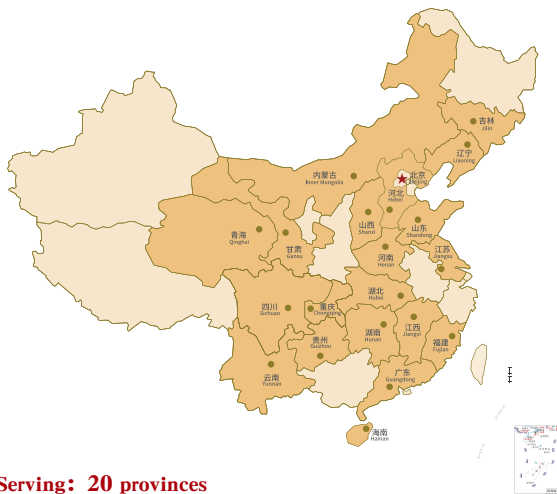 吉林
Jilin
辽宁
Liaoning
内蒙古
Inner Mongolia
北京
Beijing
河北
Hebei
山西
Shanxi
山东
Shandong
青海
Qinghai
甘肃
Gansu
河南
Henan
江苏
Jiangsu
四川
Sichuan
重庆
Chongqing
湖北
Hubei
湖南
Hunan
江西
Jiangxi
贵州
Guizhou
福建
Fujian
云南
Yunnan
广东
Guangdong
海南
Hainan
Serving: 20 provinces